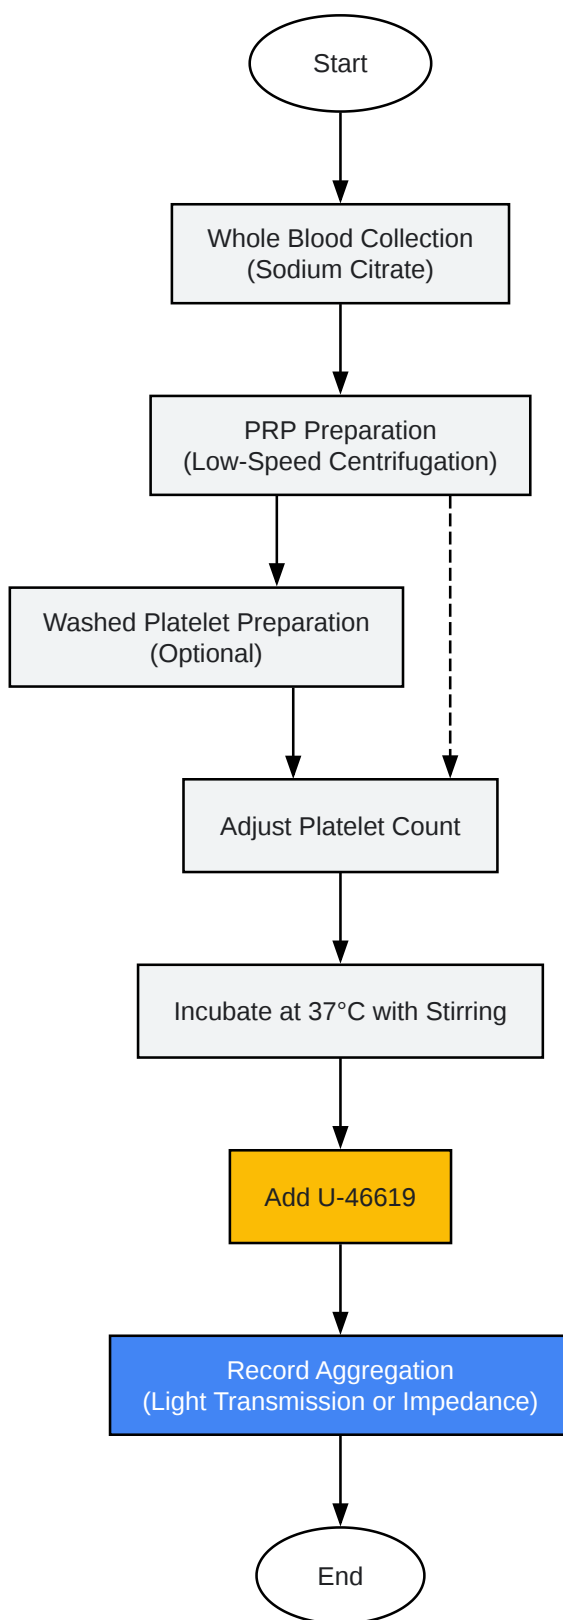 Start
Whole Blood Collection
(Sodium Citrate)
PRP Preparation
(Low-Speed Centrifugation)
Washed Platelet Preparation
(Optional)
Adjust Platelet Count
Incubate at 37°C with Stirring
Add U-46619
Record Aggregation
(Light Transmission or Impedance)
End